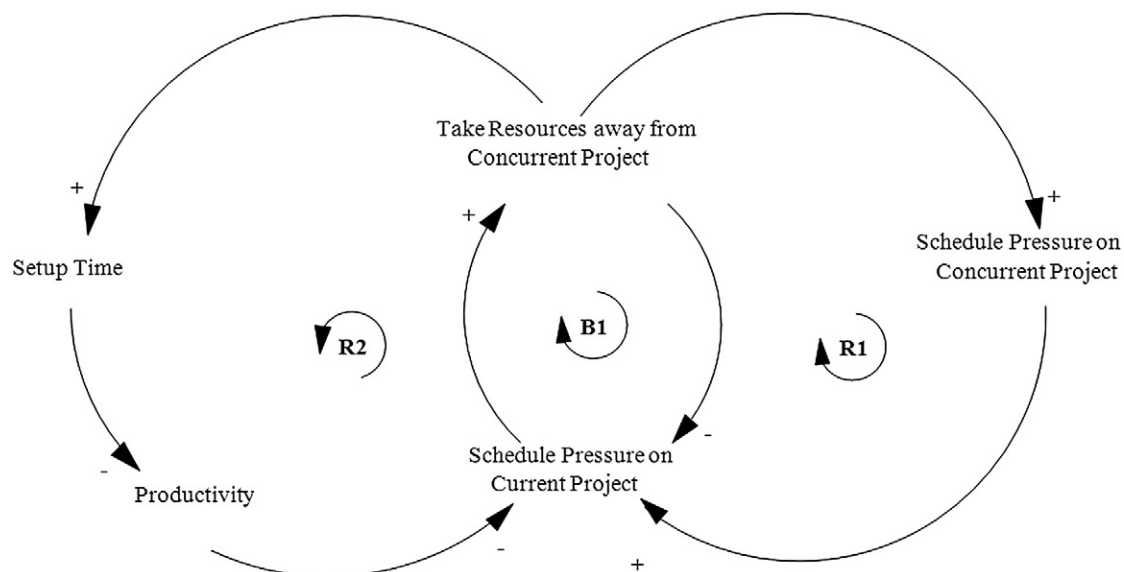 Take Resources away from
Concurrent Project
+
+
+
Schedule Pressure on
Concurrent Project
Setup Time
B1
R2
R1
-
Schedule Pressure on
Current Project
-
Productivity
-
+